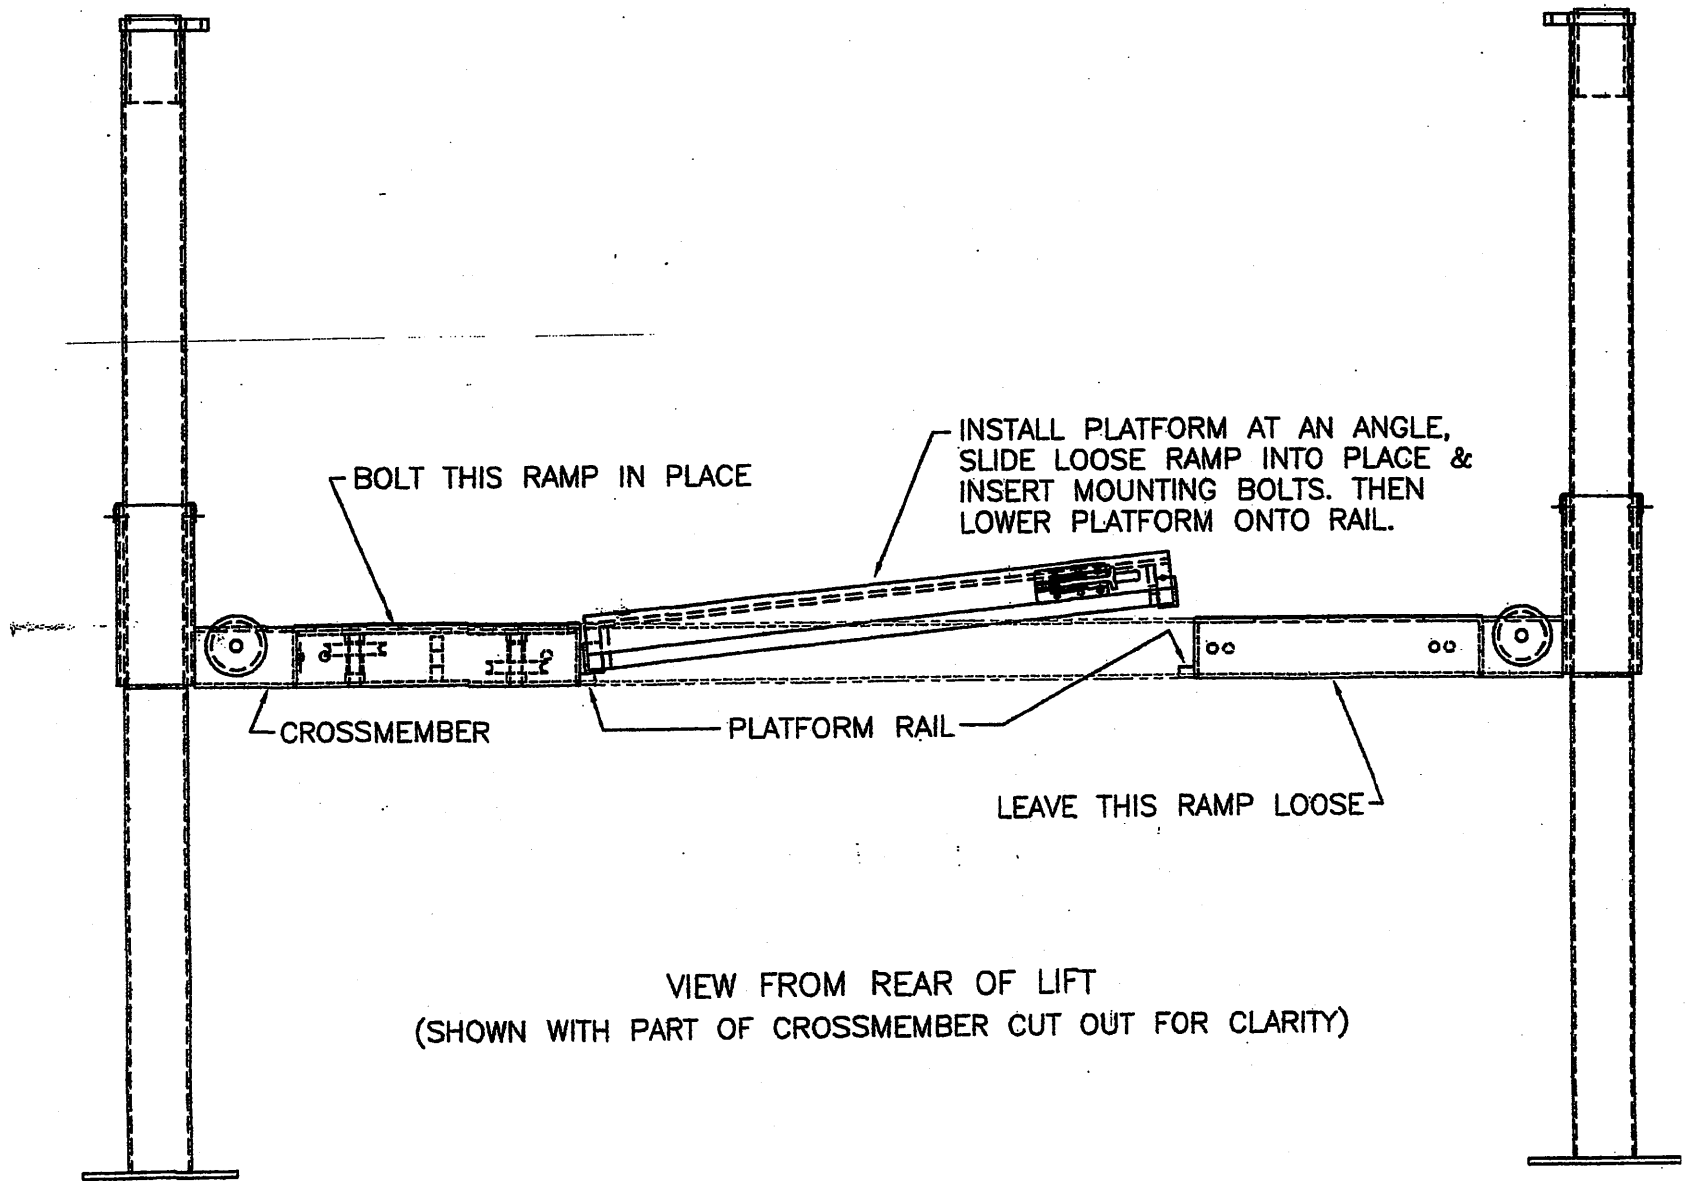 INSTALL PLATFORM AT AN ANGLE,
SLIDE LOOSE RAMP INTO PLACE &
INSERT MOUNTING BOLTS. THEN
LOWER PLATFORM ONTO RAIL.
BOLT THIS RAMP IN PLACE
CROSSMEMBER
PLATFORM RAIL
LEAVE THIS RAMP LOOSE
VIEW FROM REAR OF LIFT
(SHOWN WITH PART OF CROSSMEMBER CUT OUT FOR CLARITY)